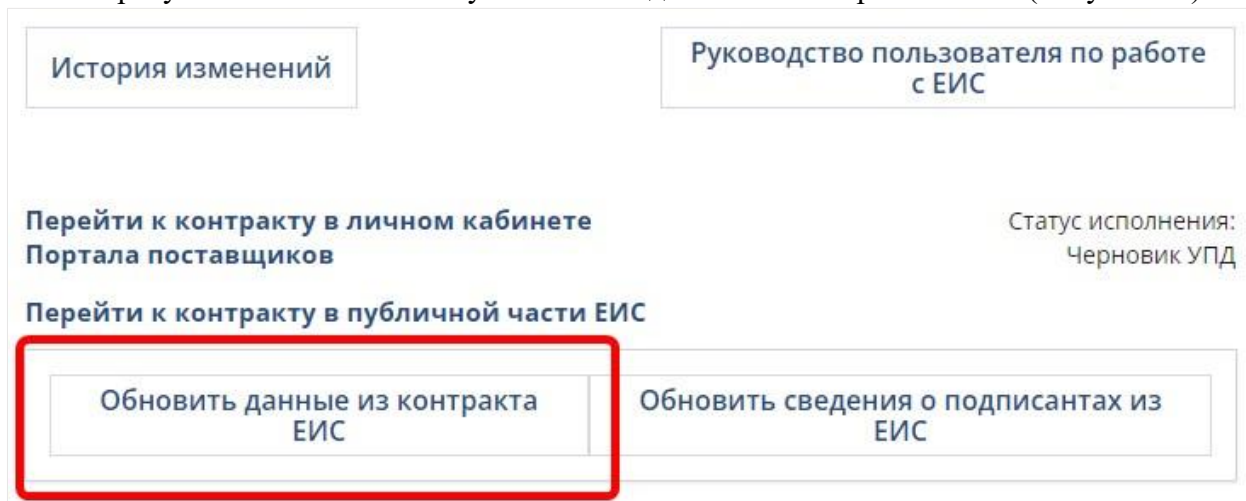 История изменений
Руководство пользователя по работе
с ЕИС
Перейти к контракту в личном кабинете
Портала поставщиков
Статус исполнения:
Черновик УПД
Перейти к контракту в публичной части ЕИС
Обновить данные из контракта
ЕИС
Обновить сведения о подписантах из
ЕИС